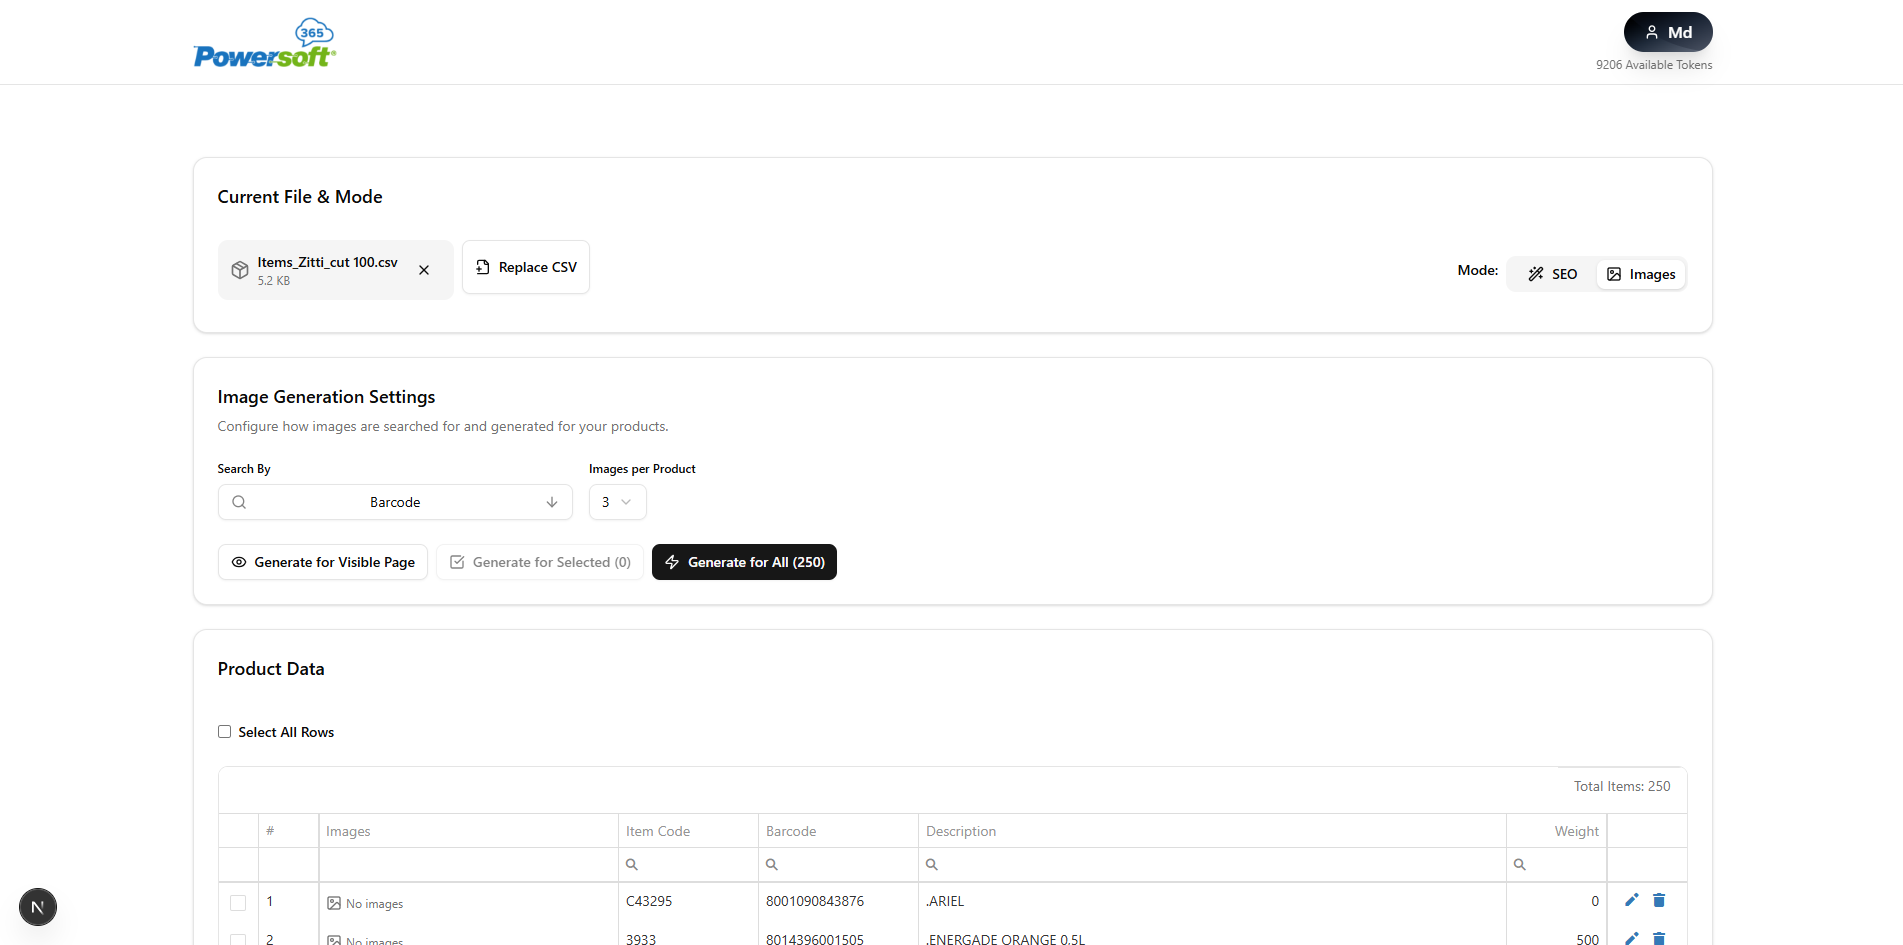 365
Powersoft
Md
9206 Available Tokens
Current File & Mode
Items_Zitti_cut 100.csv
5.2 KB
Replace CSV
Mode:
SEO
Images
Image Generation Settings
Configure how images are searched for and generated for your products.
Search By
Images per Product
Barcode
3
Generate for Visible Page
Generate for Selected (0)
Generate for All (250)
Product Data
Select All Rows
Total Items: 250
# Images Item Code Barcode Description Weight
1 No images C43295 8001090843876 .ARIEL 0
2 No images 3933 8014396001505 .ENERGADE ORANGE 0.5L 500
N